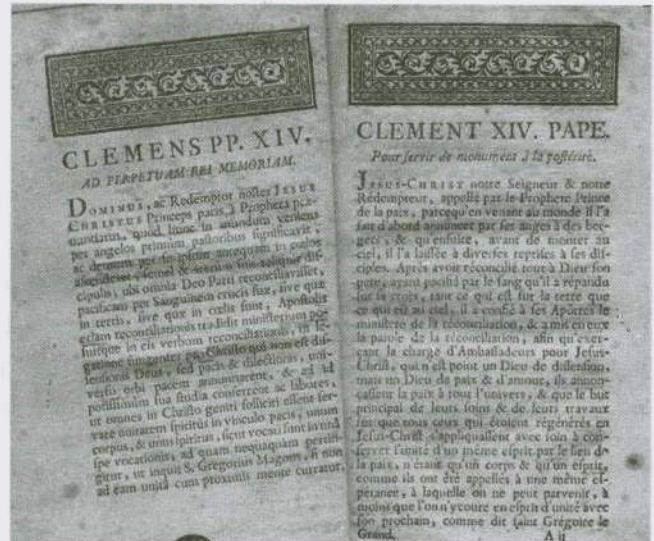 CLEMENS PP. XIV.
AD PERPETUAM REI MEMORIAM.
DOMINUS, ac Redemptor noster JESUS
CHRISTUS Princeps pacis, à Propheta præ-
nuntiatus, quod hunc in mundum veniens
per angelos primùm pastoribus significavit,
ac demum per se ipsum antequam in cœlos
ascenderet, semel & iterum suis reliquit dis-
cipulis; ubi omnia Deo Patri reconciliavisset,
pacificans per Sanguinem crucis suæ, sive quæ
in terris, sive quæ in cœlis sunt, Apostolis
etiam reconciliationis tradidit ministerium po-
suitque in eis verbum reconciliationis, ut le-
gatione fungentes pro Christo qui non est dis-
sensionis Deus, sed pacis & dilectionis, uni-
verso orbi pacem annuntiarent, & ad id
potissimùm sua studia conferrent ac labores,
ut omnes in Christo geniti solliciti essent ser-
vare unitatem spiritûs in vinculo pacis, unum
corpus, & unus spiritus, sicut vocati sunt in unâ
spe vocationis, ad quam nequaquam pertin-
gitur, ut inquit S. Gregorius Magnus, si non
ad eam unitâ cum proximis mente curratur.
CLEMENT XIV. PAPE.
Pour servir de monument à la postérité.
JESUS-CHRIST notre Seigneur & notre
Rédempteur, appellé par le Prophete Prince
de la paix, parcequ'en venant au monde il l'a
fait d'abord annoncer par ses anges à des ber-
gers, & qu'ensuite, avant de monter au
ciel, il l'a laissée à diverses reprises à ses dis-
ciples. Après avoir réconcilié tout à Dieu son
pere, ayant pacifié par le sang qu'il a répandu
sur la croix, tant ce qui est sur la terre que
ce qui est au ciel, il a confié à ses Apôtres le
ministere de la réconciliation, & a mis en eux
la parole de la réconciliation, afin qu'exer-
çant la charge d'Ambassadeurs pour Jesus-
Christ, qui n'est point un Dieu de dissension,
mais un Dieu de paix & d'amour, ils annon-
çassent la paix à tout l'univers, & que le but
principal de leurs soins & de leurs travaux
fût que tous ceux qui étoient régénérés en
Jesus-Christ s'appliquassent avec soin à con-
server l'unité d'un même esprit par le lien de
la paix, n'étant qu'un corps & qu'un esprit,
comme ils ont été appellés à une même es-
pérance, à laquelle on ne peut parvenir, à
moins que l'on n'y coure en esprit d'unité avec
son prochain, comme dit saint Grégoire le
Grand.
A ij